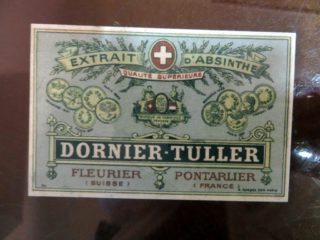 EXTRAIT D'ABSINTHE
QUALITÉ SUPÉRIEURE
DORNIER-TULLER
FLEURIER PONTARLIER
(SUISSE) (FRANCE)